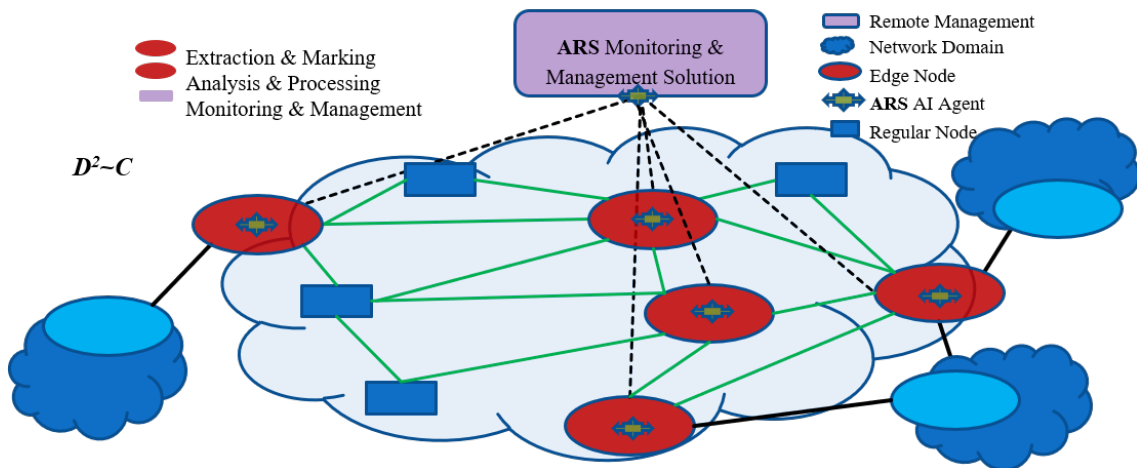 Extraction & Marking
Analysis & Processing
Monitoring & Management
ARS Monitoring &
Management Solution
Remote Management
Network Domain
Edge Node
ARS AI Agent
Regular Node
D²~C